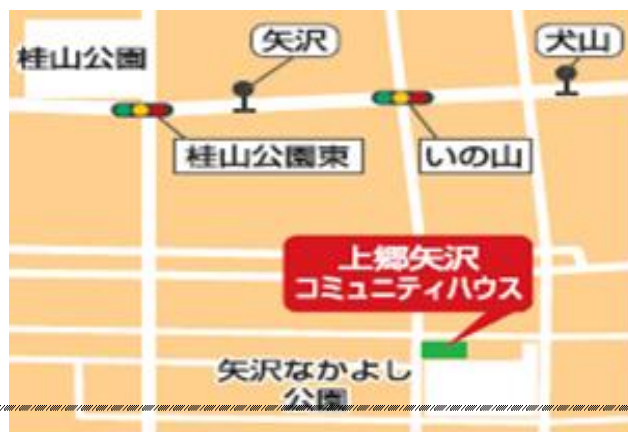 矢沢
犬山
桂山公園
桂山公園東
いの山
上郷矢沢
コミュニティハウス
矢沢なかよし
公園